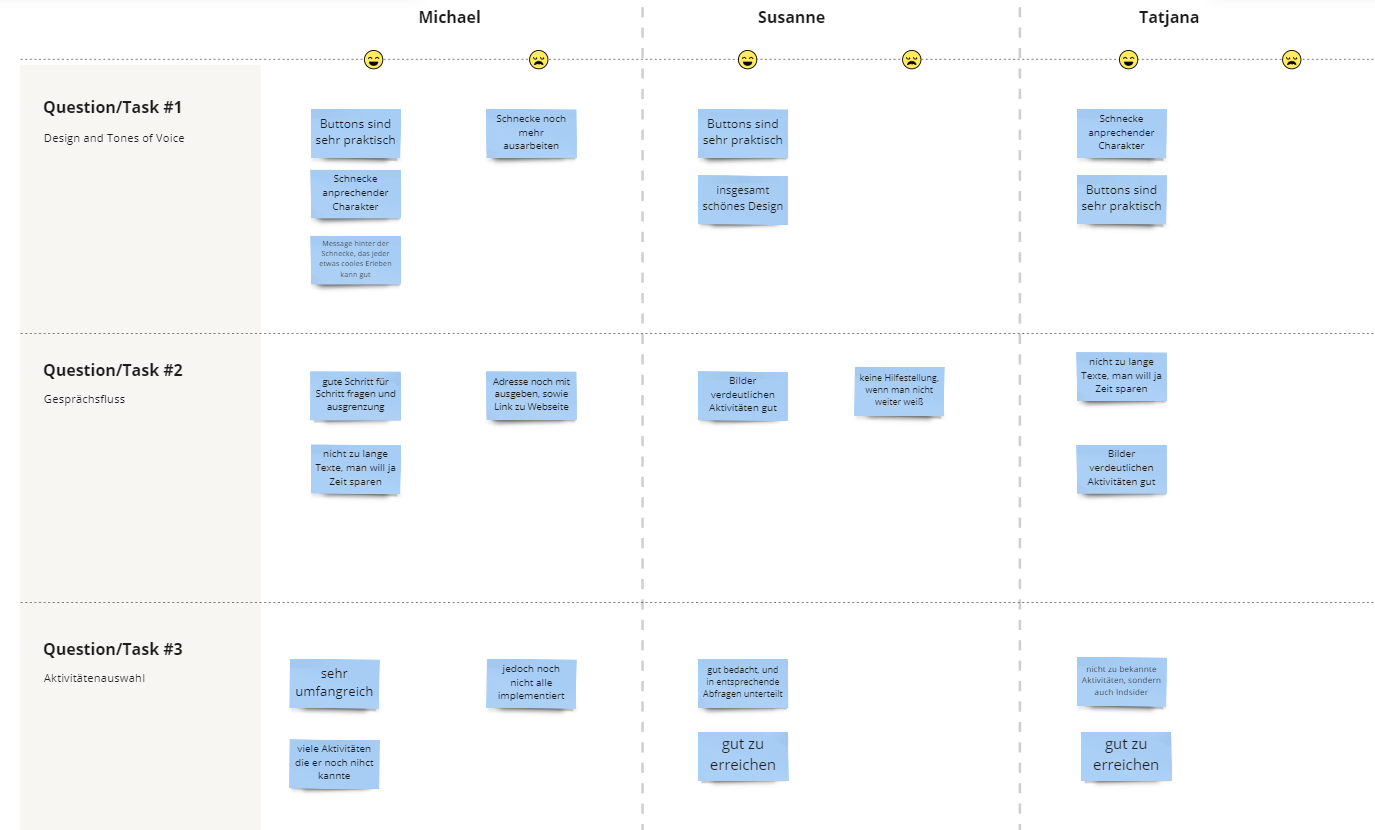 Michael
Susanne
Tatjana
Question/Task #1
Design and Tones of Voice
Buttons sind
sehr praktisch
Schnecke
anprechender
Charakter
Message hinter der
Schnecke, das jeder
etwas cooles Erleben
kann gut
Schnecke noch
mehr
ausarbeiten
Buttons sind
sehr praktisch
insgesamt
schönes Design
Schnecke
anprechender
Charakter
Buttons sind
sehr praktisch
Question/Task #2
Gesprächsfluss
gute Schritt für
Schritt fragen und
ausgrenzung
nicht zu lange
Texte, man will ja
Zeit sparen
Adresse noch mit
ausgeben, sowie
Link zu Webseite
Bilder
verdeutlichen
Aktivitäten gut
keine Hilfestellung,
wenn man nicht
weiter weiß
nicht zu lange
Texte, man will ja
Zeit sparen
Bilder
verdeutlichen
Aktivitäten gut
Question/Task #3
Aktivitätenauswahl
sehr
umfangreich
viele Aktivitäten
die er noch nihct
kannte
jedoch noch
nicht alle
implementiert
gut bedacht, und
in entsprechende
Abfragen unterteilt
gut zu
erreichen
nicht zu bekannte
Aktivitäten, sondern
auch Indsider
gut zu
erreichen